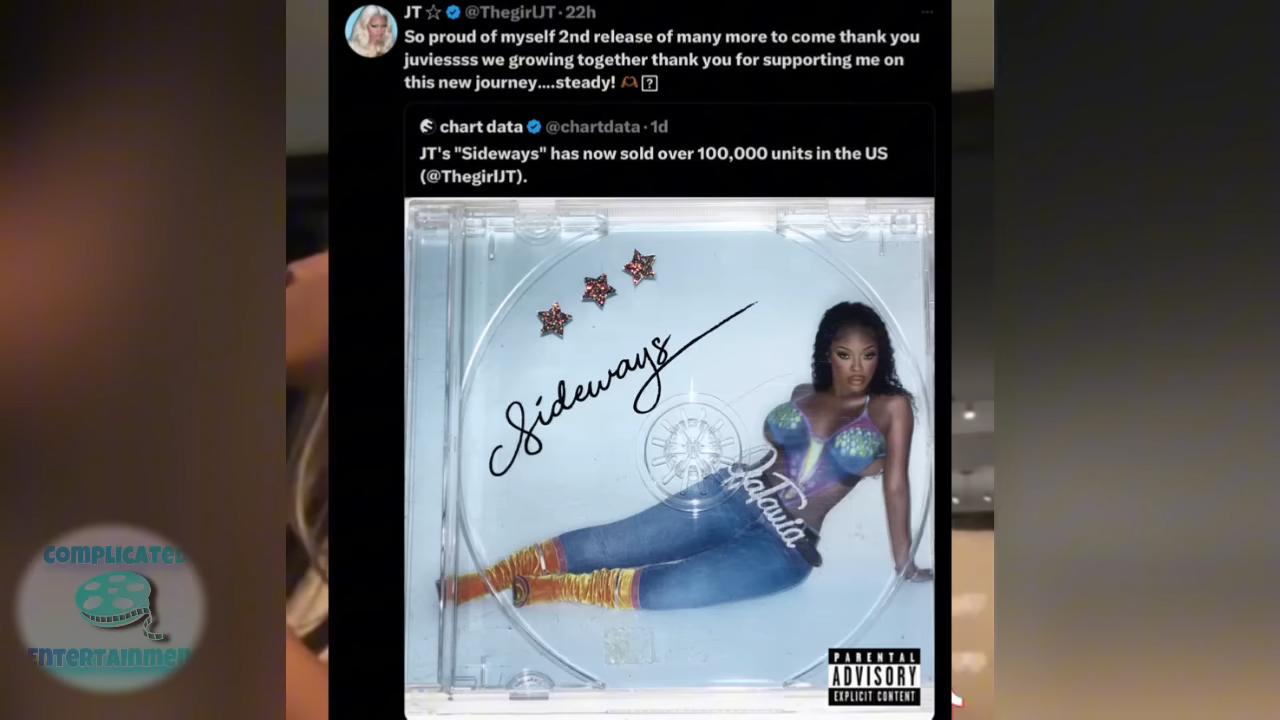 JT☆ @ThegirlJT · 22h
So proud of myself 2nd release of many more to come thank you
juviessss we growing together thank you for supporting me on
this new journey....steady!
chart data @chartdata · 1d
JT's "Sideways" has now sold over 100,000 units in the US
(@ThegirlJT).
Sideways
Jatavia
COMPLICATED
ENTERTAINMENT
PARENTAL
ADVISORY
EXPLICIT CONTENT